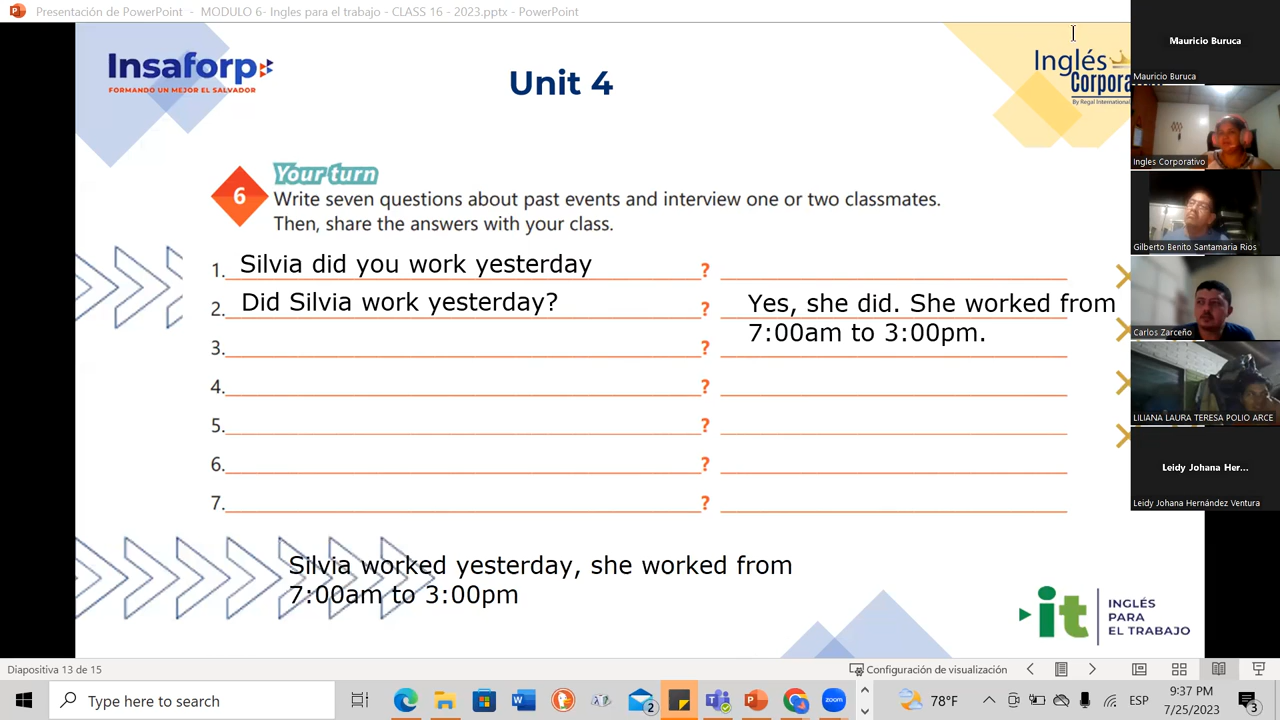 Presentación de PowerPoint - MODULO 6- Ingles para el trabajo - CLASS 16 - 2023.pptx - PowerPoint
Insaforp
FORMANDO UN MEJOR EL SALVADOR
Unit 4
Inglés
Corpora
By Regal International
6
Your turn
Write seven questions about past events and interview one or two classmates.
Then, share the answers with your class.
1. Silvia did you work yesterday ?
2. Did Silvia work yesterday? ? Yes, she did. She worked from
7:00am to 3:00pm.
3. ?
4. ?
5. ?
6. ?
7. ?
Silvia worked yesterday, she worked from
7:00am to 3:00pm
it
INGLÉS
PARA
EL TRABAJO
Mauricio Buruca
Mauricio Buruca
Ingles Corporativo
Gilberto Benito Santamaria Rios
Carlos Zarceño
LILIANA LAURA TERESA POLIO ARCE
Leidy Johana Her...
Leidy Johana Hernández Ventura
Diapositiva 13 de 15
Configuración de visualización
Type here to search
2
78°F
ESP
9:37 PM
7/25/2023
3
zoom